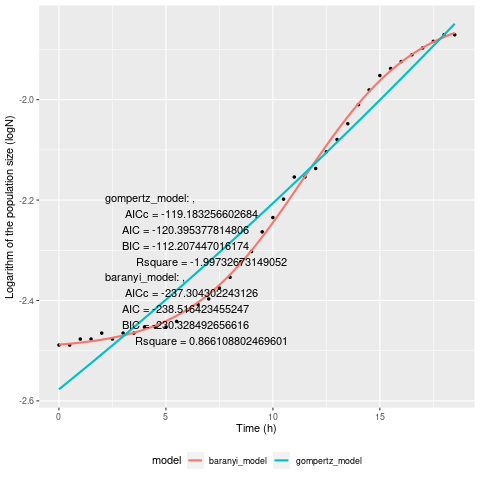 Logarithm of the population size (logN)
-2.0
-2.2
-2.4
-2.6
gompertz_model: ,
AICc = -119.183256602684
AIC = -120.395377814806
BIC = -112.207447016174
Rsquare = -1.99732673149052
baranyi_model: ,
AICc = -237.304302243126
AIC = -238.516423455247
BIC = -230.328492656616
Rsquare = 0.866108802469601
0
5
10
15
Time (h)
model
baranyi_model
gompertz_model